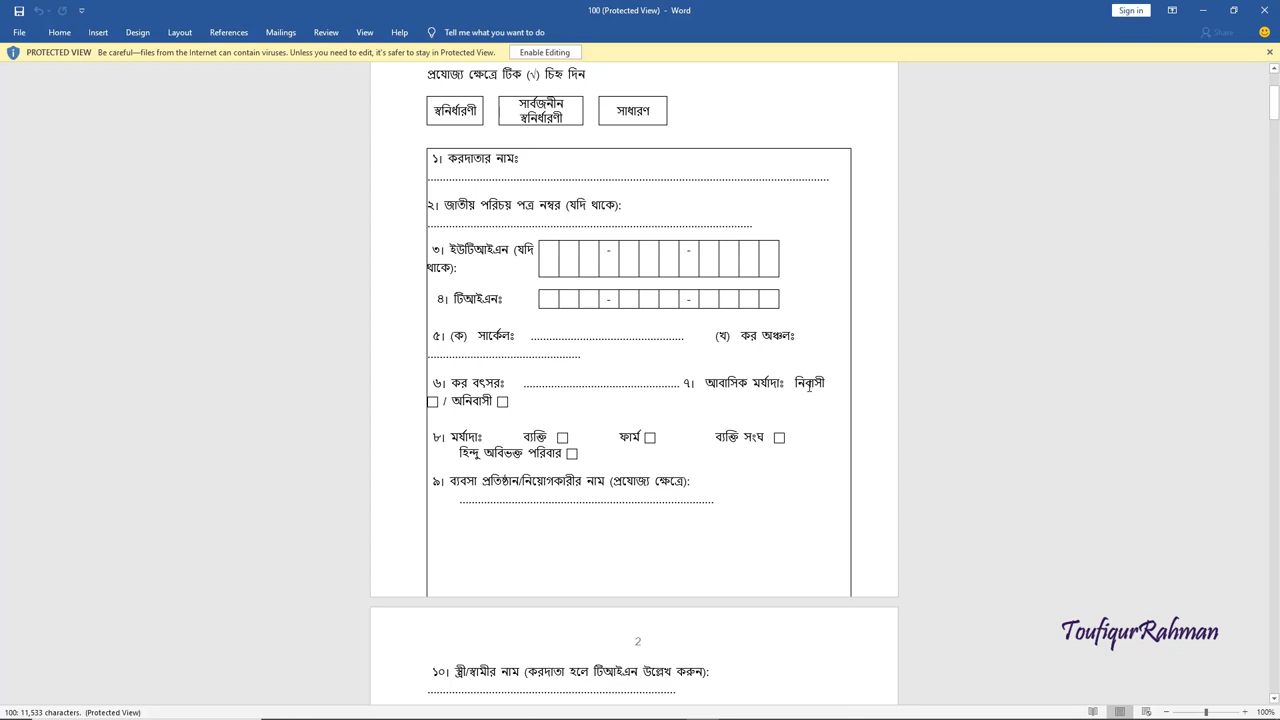 100 (Protected View) - Word
Sign in
File Home Insert Design Layout References Mailings Review View Help Tell me what you want to do Share
PROTECTED VIEW Be careful—files from the Internet can contain viruses. Unless you need to edit, it's safer to stay in Protected View. Enable Editing
প্রযোজ্য ক্ষেত্রে টিক (√) চিহ্ন দিন
স্বনির্ধারণী সার্বজনীন স্বনির্ধারণী সাধারণ
১। করদাতার নামঃ
.....................................................................................................................................
২। জাতীয় পরিচয় পত্র নম্বর (যদি থাকে):
...........................................................................................................
৩। ইউটিআইএন (যদি - -
থাকে):
৪। টিআইএনঃ - -
৫। (ক) সার্কেলঃ .................................................. (খ) কর অঞ্চলঃ
..................................................
৬। কর বৎসরঃ ................................................... ৭। আবাসিক মর্যাদাঃ নিবাসী
□ / অনিবাসী □
৮। মর্যাদাঃ ব্যক্তি □ ফার্ম □ ব্যক্তি সংঘ □
হিন্দু অবিভক্ত পরিবার □
৯। ব্যবসা প্রতিষ্ঠান/নিয়োগকারীর নাম (প্রযোজ্য ক্ষেত্রে):
...................................................................................
ToufiqurRahman
2
১০। স্ত্রী/স্বামীর নাম (করদাতা হলে টিআইএন উল্লেখ করুন):
.................................................................................
100: 11,533 characters. (Protected View) 100%